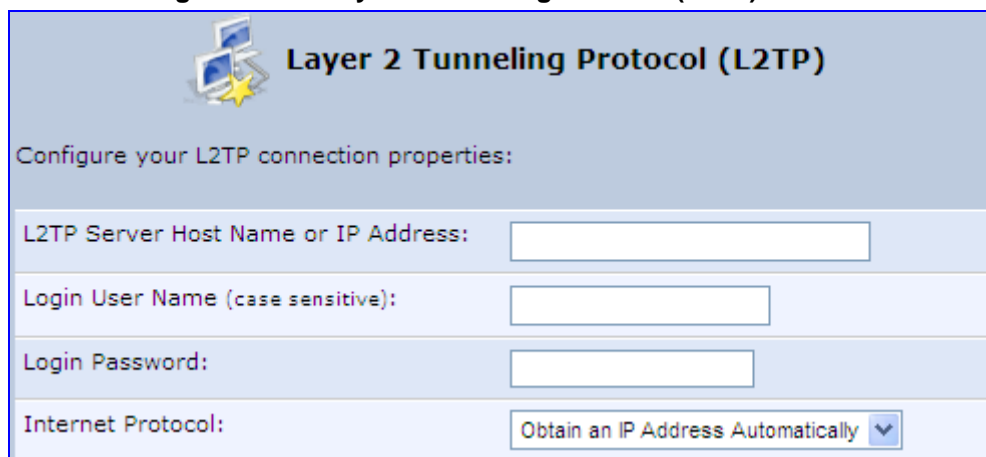 Layer 2 Tunneling Protocol (L2TP)
Configure your L2TP connection properties:
L2TP Server Host Name or IP Address:
Login User Name (case sensitive):
Login Password:
Internet Protocol: Obtain an IP Address Automatically